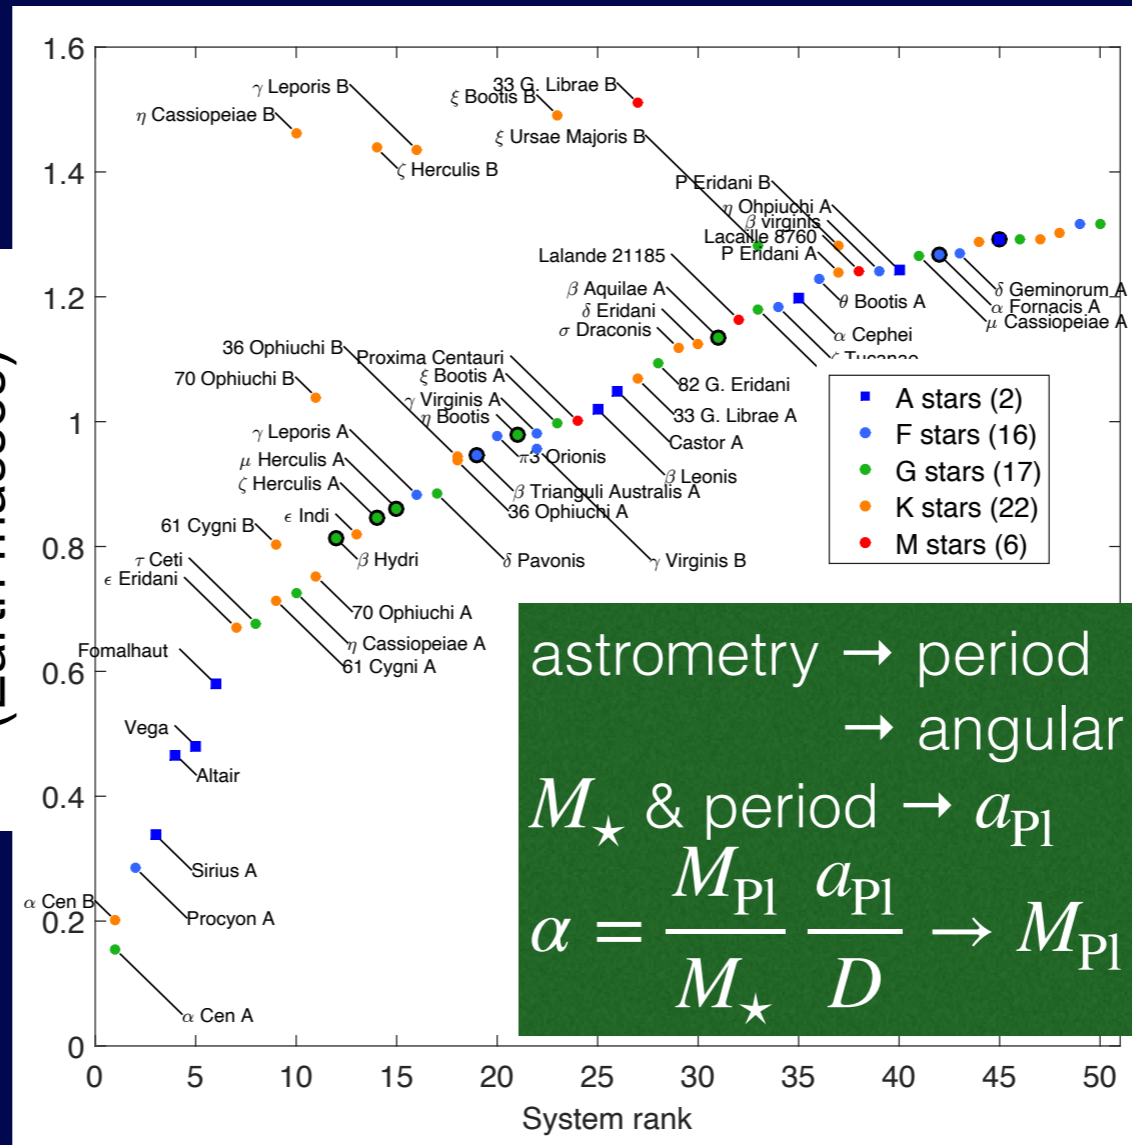 1.6
1.4
1.2
1
0.8
0.6
0.4
0.2
0
0 5 10 15 20 25 30 35 40 45 50
System rank
(Earth masses)
33 G. Librae B
γ Leporis B
ξ Bootis B
η Cassiopeiae B
ξ Ursae Majoris B
ζ Herculis B
P Eridani B
η Ohpiuchi A
β virginis
Lacaille 8760
P Eridani A
Lalande 21185
β Aquilae A
δ Eridani
σ Draconis
δ Geminorum A
α Fornacis A
μ Cassiopeiae A
θ Bootis A
α Cephei
ζ Tucanae
36 Ophiuchi B
Proxima Centauri
70 Ophiuchi B
ξ Bootis A
82 G. Eridani
γ Virginis A
η Bootis
33 G. Librae A
Castor A
γ Leporis A
π3 Orionis
μ Herculis A
β Leonis
ζ Herculis A
β Trianguli Australis A
36 Ophiuchi A
ϵ Indi
61 Cygni B
β Hydri
δ Pavonis
γ Virginis B
τ Ceti
ϵ Eridani
70 Ophiuchi A
η Cassiopeiae A
61 Cygni A
Fomalhaut
Vega
Altair
Sirius A
α Cen B
Procyon A
α Cen A
A stars (2)
F stars (16)
G stars (17)
K stars (22)
M stars (6)
astrometry → period
→ angular
M⋆ & period → aPl
α = MPl/M⋆ aPl/D → MPl